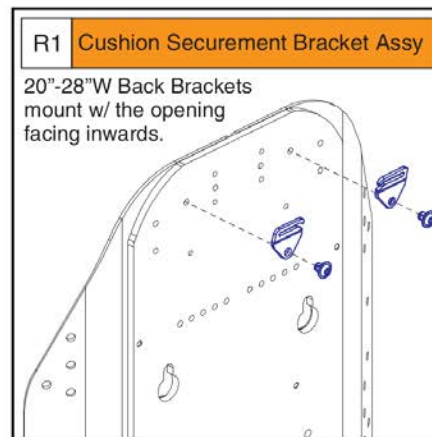 R1 Cushion Securement Bracket Assy
20”-28”W Back Brackets
mount w/ the opening
facing inwards.